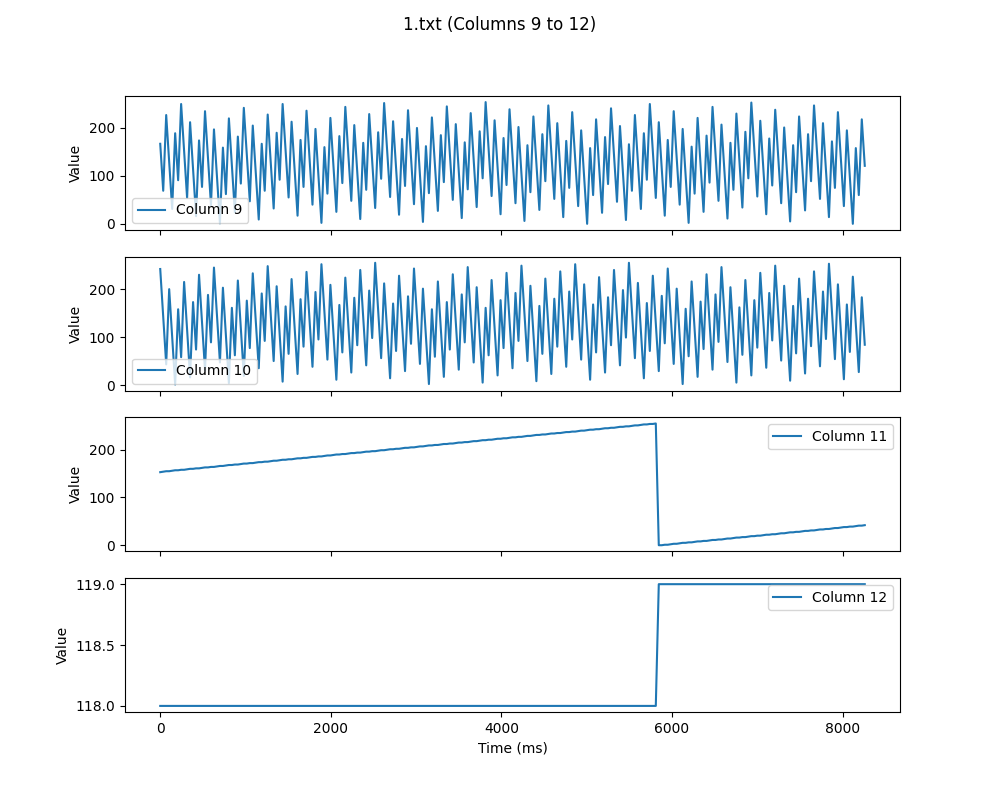 1.txt (Columns 9 to 12)
200
100
0
Value
Column 9
200
100
0
Value
Column 10
200
100
0
Value
Column 11
119.0
118.5
118.0
Value
Column 12
0 2000 4000 6000 8000
Time (ms)